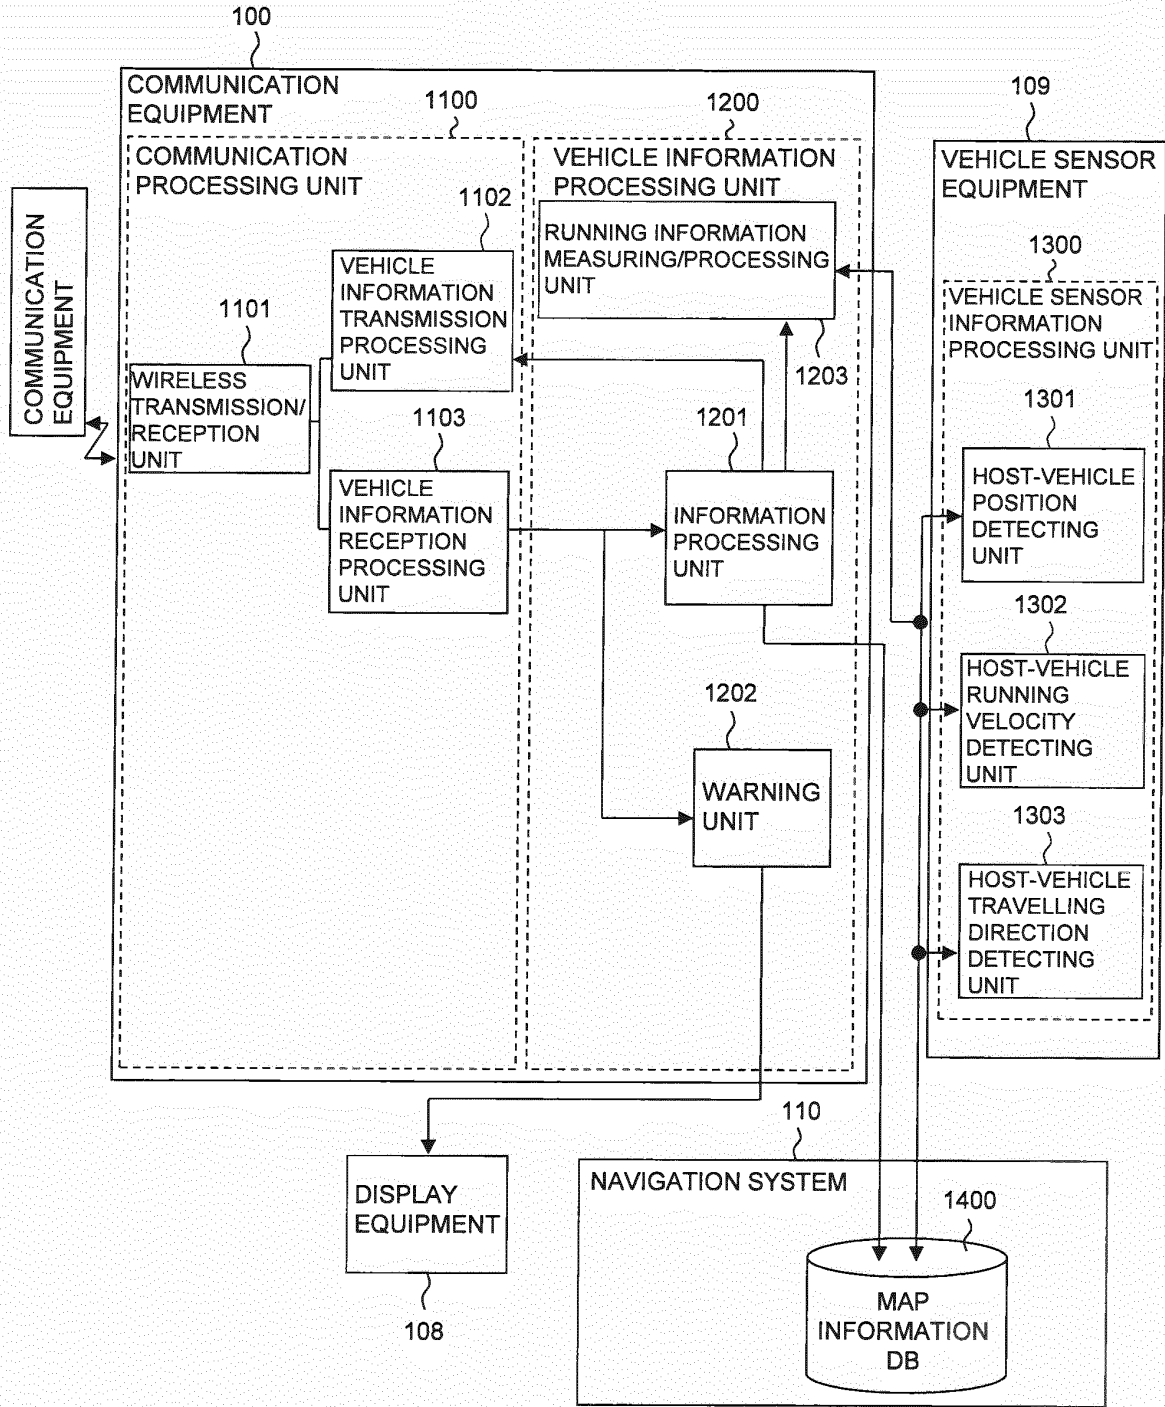 100
COMMUNICATION
EQUIPMENT
1100
1200
109
COMMUNICATION
PROCESSING UNIT
VEHICLE INFORMATION
PROCESSING UNIT
VEHICLE SENSOR
EQUIPMENT
COMMUNICATION
EQUIPMENT
1102
RUNNING INFORMATION
MEASURING/PROCESSING
UNIT
1203
1300
VEHICLE SENSOR
INFORMATION
PROCESSING UNIT
VEHICLE
INFORMATION
TRANSMISSION
PROCESSING
UNIT
1101
WIRELESS
TRANSMISSION/
RECEPTION
UNIT
1103
VEHICLE
INFORMATION
RECEPTION
PROCESSING
UNIT
1201
INFORMATION
PROCESSING
UNIT
1301
HOST-VEHICLE
POSITION
DETECTING
UNIT
1302
HOST-VEHICLE
RUNNING
VELOCITY
DETECTING
UNIT
1202
WARNING
UNIT
1303
HOST-VEHICLE
TRAVELLING
DIRECTION
DETECTING
UNIT
110
NAVIGATION SYSTEM
DISPLAY
EQUIPMENT
108
1400
MAP
INFORMATION
DB